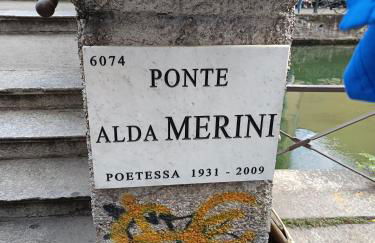 6074
PONTE
ALDA MERINI
POETESSA 1931 - 2009